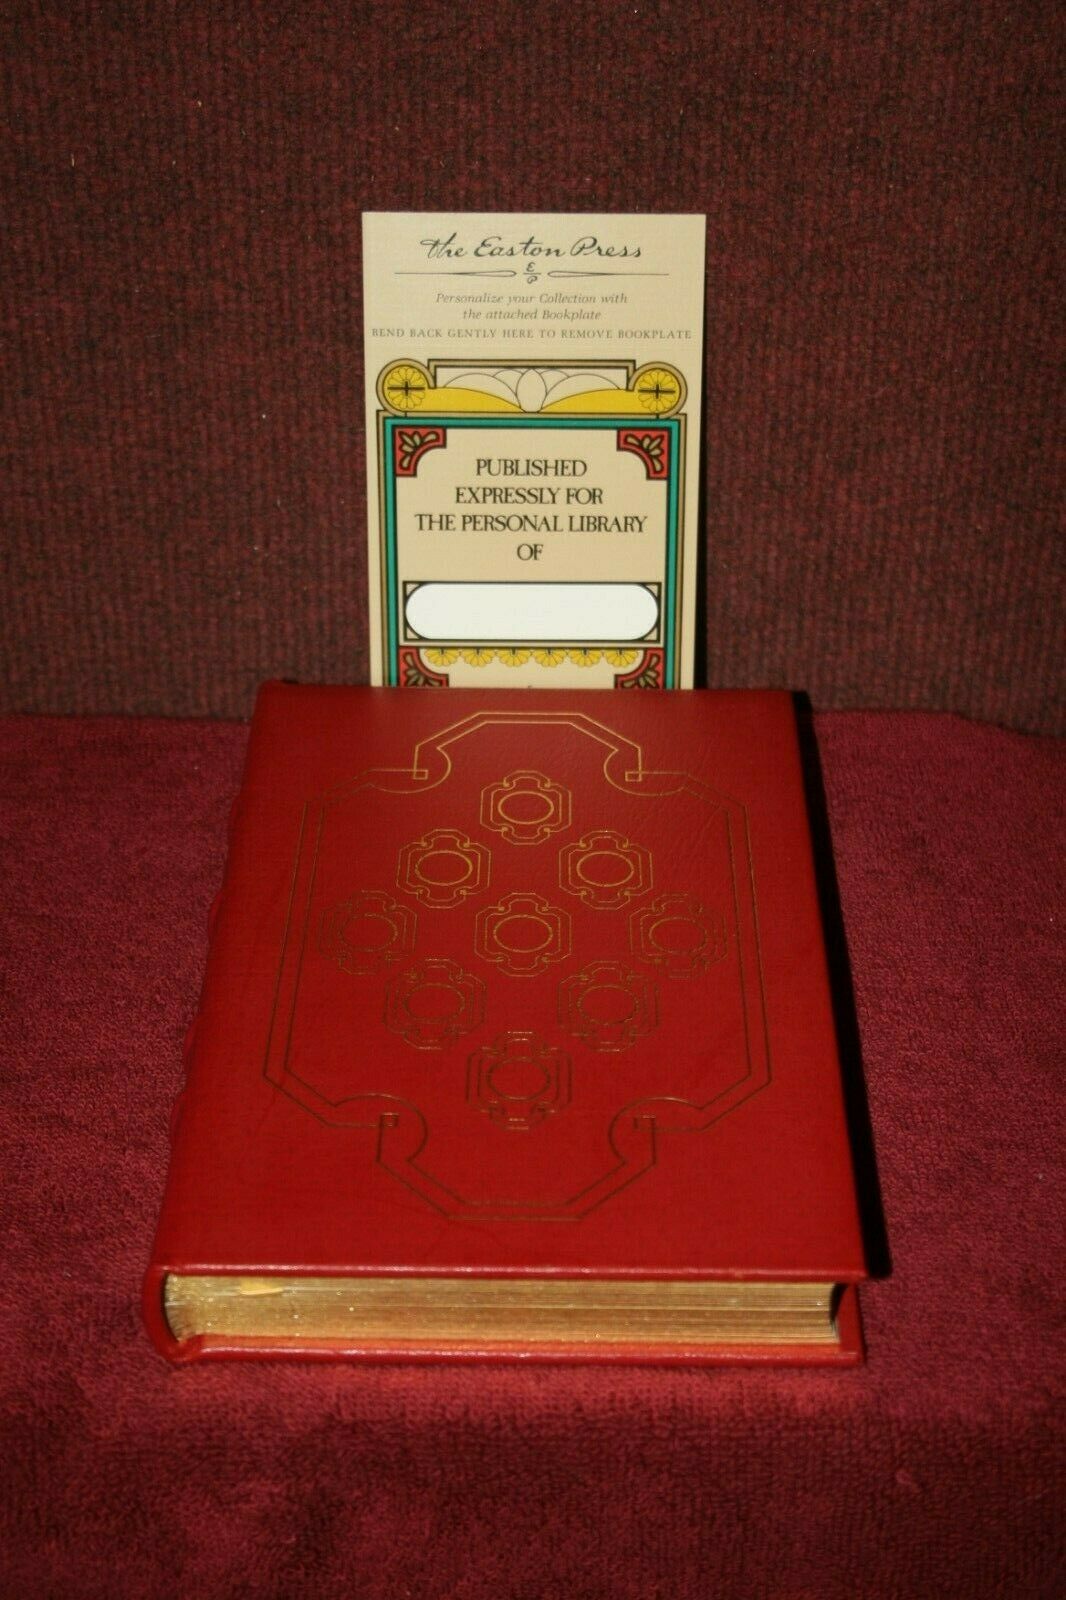 the Easton Press
E
P
Personalize your Collection with
the attached Bookplate
BEND BACK GENTLY HERE TO REMOVE BOOKPLATE
PUBLISHED
EXPRESSLY FOR
THE PERSONAL LIBRARY
OF